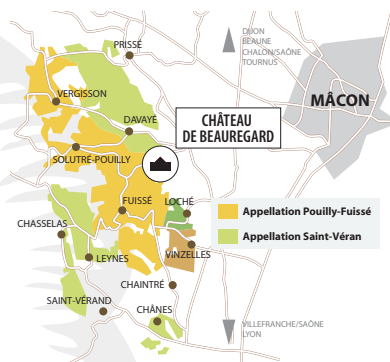 DIJON
BEAUNE
CHALON/SAÔNE
TOURNUS
PRISSÉ
VERGISSON
MÂCON
DAVAYÉ
CHÂTEAU
DE BEAUREGARD
SOLUTRÉ-POUILLY
FUISSÉ
LOCHÉ
Appellation Pouilly-Fuissé
CHASSELAS
Appellation Saint-Véran
LEYNES
VINZELLES
CHAINTRÉ
SAINT-VÉRAND
CHÂNES
VILLEFRANCHE/SAÔNE
LYON